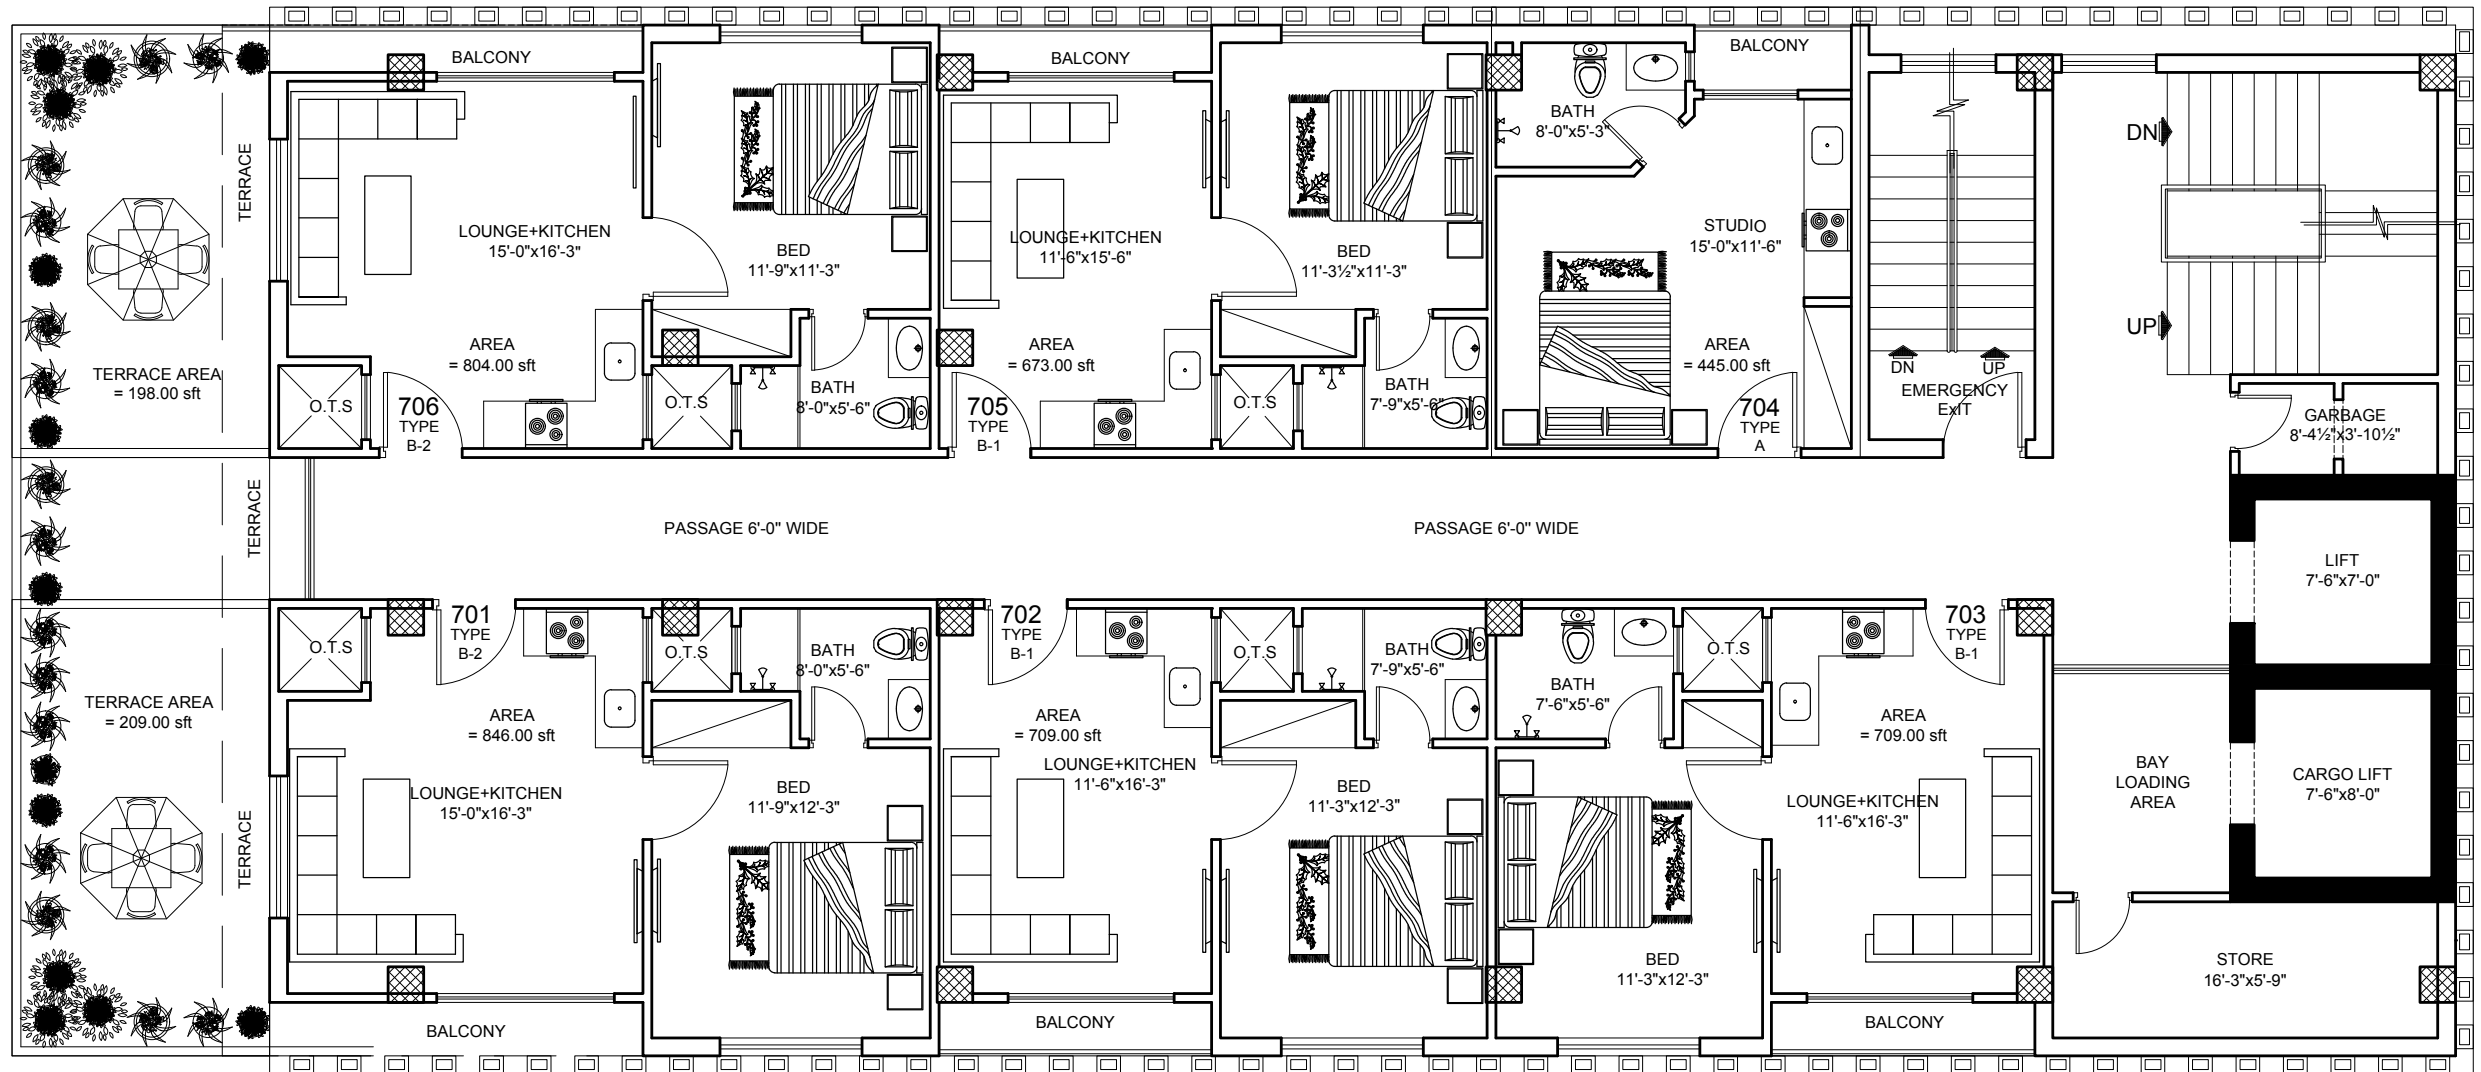 BALCONY
BALCONY
BALCONY
TERRACE
LOUNGE+KITCHEN
15'-0"x16'-3"
BED
11'-9"x11'-3"
LOUNGE+KITCHEN
11'-6"x15'-6"
BED
11'-3½"x11'-3"
BATH
8'-0"x5'-3"
STUDIO
15'-0"x11'-6"
DN
UP
TERRACE AREA
= 198.00 sft
AREA
= 804.00 sft
AREA
= 673.00 sft
AREA
= 445.00 sft
DN
UP
EMERGENCY
ExIT
O.T.S
706
TYPE
B-2
O.T.S
BATH
8'-0"x5'-6"
705
TYPE
B-1
O.T.S
BATH
7'-9"x5'-6"
704
TYPE
A
GARBAGE
8'-4½"x3'-10½"
TERRACE
PASSAGE 6'-0" WIDE
PASSAGE 6'-0" WIDE
LIFT
7'-6"x7'-0"
O.T.S
701
TYPE
B-2
O.T.S
BATH
8'-0"x5'-6"
702
TYPE
B-1
O.T.S
BATH
7'-9"x5'-6"
BATH
7'-6"x5'-6"
O.T.S
703
TYPE
B-1
TERRACE AREA
= 209.00 sft
AREA
= 846.00 sft
AREA
= 709.00 sft
AREA
= 709.00 sft
TERRACE
LOUNGE+KITCHEN
15'-0"x16'-3"
BED
11'-9"x12'-3"
LOUNGE+KITCHEN
11'-6"x16'-3"
BED
11'-3"x12'-3"
LOUNGE+KITCHEN
11'-6"x16'-3"
BAY
LOADING
AREA
CARGO LIFT
7'-6"x8'-0"
BED
11'-3"x12'-3"
STORE
16'-3"x5'-9"
BALCONY
BALCONY
BALCONY